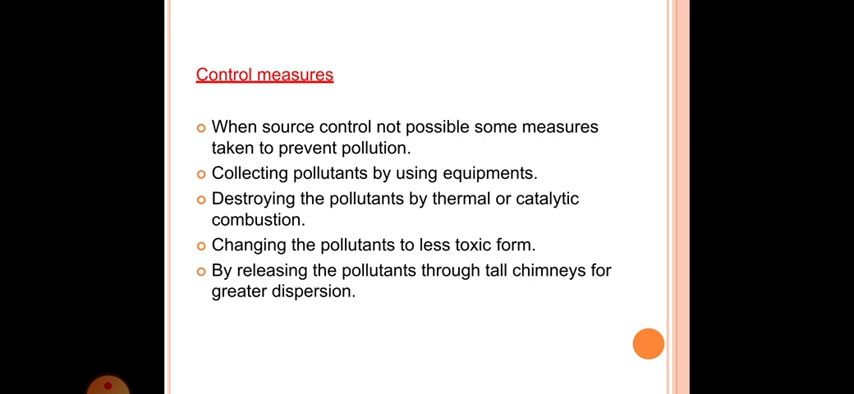 Control measures
When source control not possible some measures
taken to prevent pollution.
Collecting pollutants by using equipments.
Destroying the pollutants by thermal or catalytic
combustion.
Changing the pollutants to less toxic form.
By releasing the pollutants through tall chimneys for
greater dispersion.